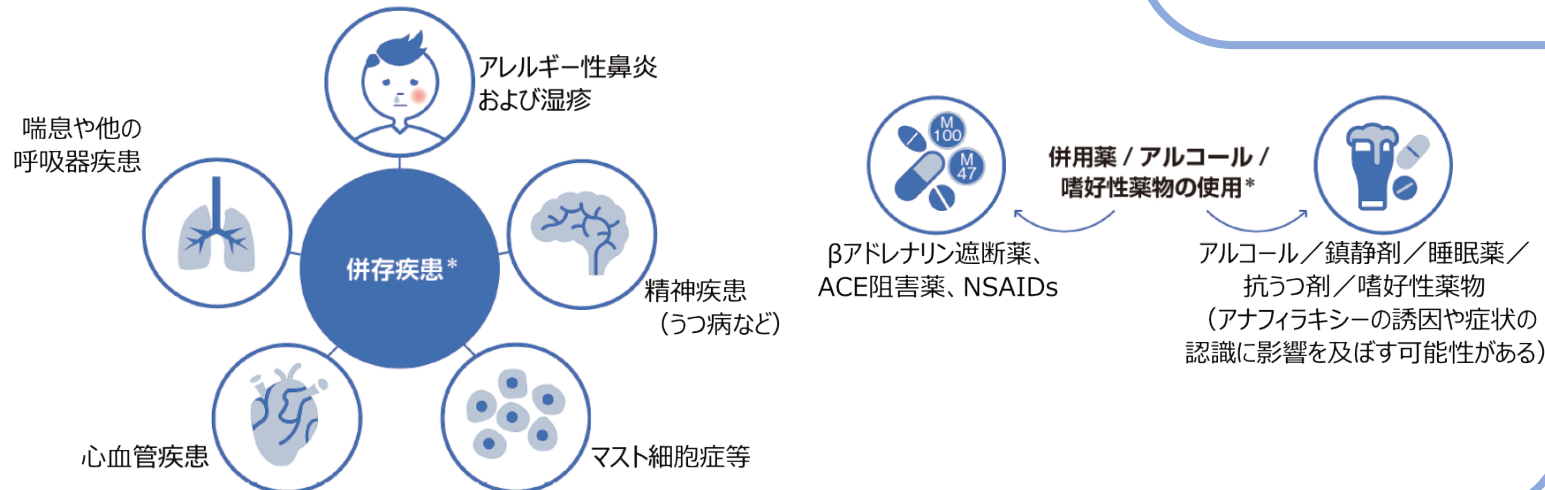 アレルギー性鼻炎
および湿疹
喘息や他の
呼吸器疾患
併存疾患*
精神疾患
（うつ病など）
心血管疾患
マスト細胞症等
M
100
M
47
併用薬 / アルコール /
嗜好性薬物の使用*
βアドレナリン遮断薬、
ACE阻害薬、NSAIDs
アルコール／鎮静剤／睡眠薬／
抗うつ剤／嗜好性薬物
（アナフィラキシーの誘因や症状の
認識に影響を及ぼす可能性がある）